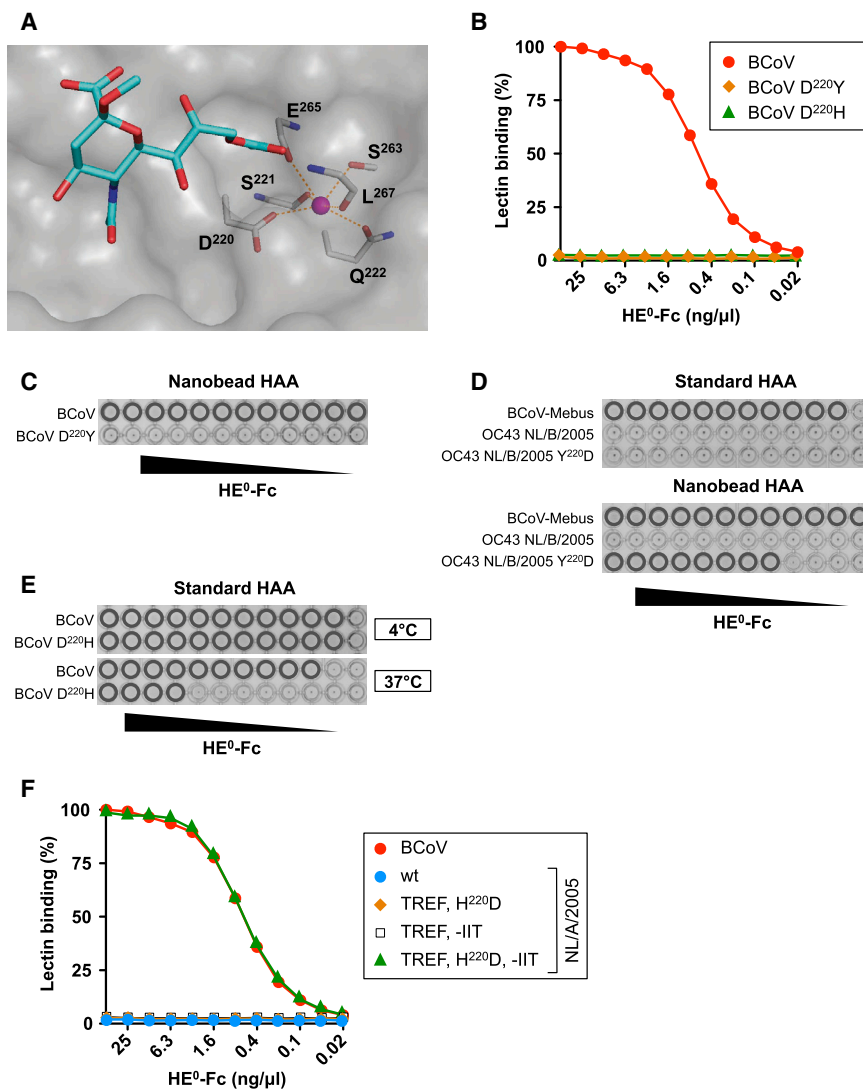 A
E²⁶⁵
S²⁶³
S²²¹
L²⁶⁷
D²²⁰
Q²²²
B
Lectin binding (%)
100
75
50
25
0
25
6.3
1.6
0.4
0.1
0.02
HE⁰-Fc (ng/µl)
BCoV
BCoV D²²⁰Y
BCoV D²²⁰H
C
Nanobead HAA
BCoV
BCoV D²²⁰Y
HE⁰-Fc
D
Standard HAA
BCoV-Mebus
OC43 NL/B/2005
OC43 NL/B/2005 Y²²⁰D
Nanobead HAA
BCoV-Mebus
OC43 NL/B/2005
OC43 NL/B/2005 Y²²⁰D
HE⁰-Fc
E
Standard HAA
BCoV
BCoV D²²⁰H
4°C
BCoV
BCoV D²²⁰H
37°C
HE⁰-Fc
F
Lectin binding (%)
100
75
50
25
0
25
6.3
1.6
0.4
0.1
0.02
HE⁰-Fc (ng/µl)
BCoV
wt
TREF, H²²⁰D
TREF, -IIT
TREF, H²²⁰D, -IIT
NL/A/2005